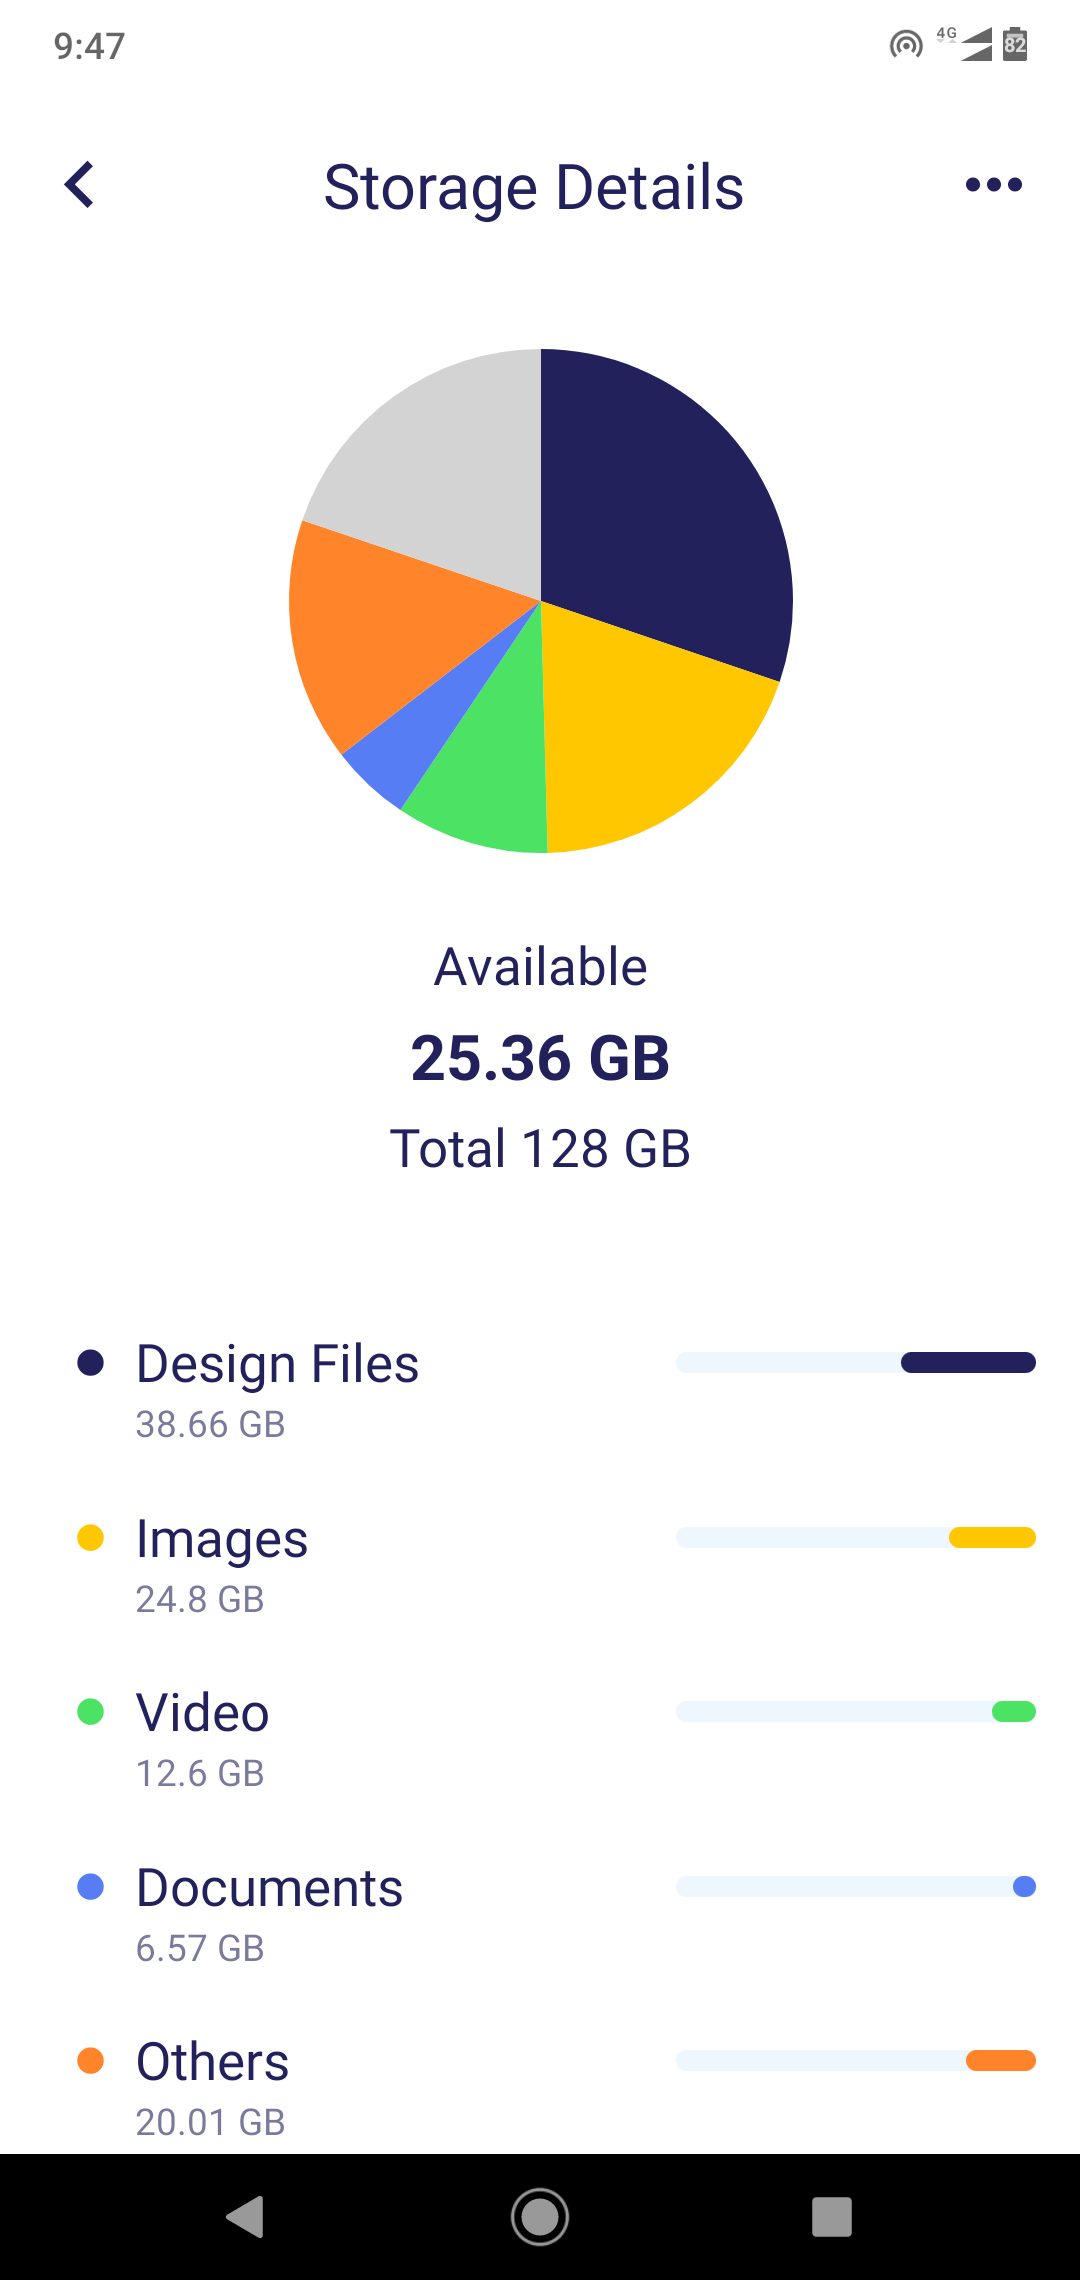 9:47
4G
82
Storage Details
Available
25.36 GB
Total 128 GB
Design Files
38.66 GB
Images
24.8 GB
Video
12.6 GB
Documents
6.57 GB
Others
20.01 GB